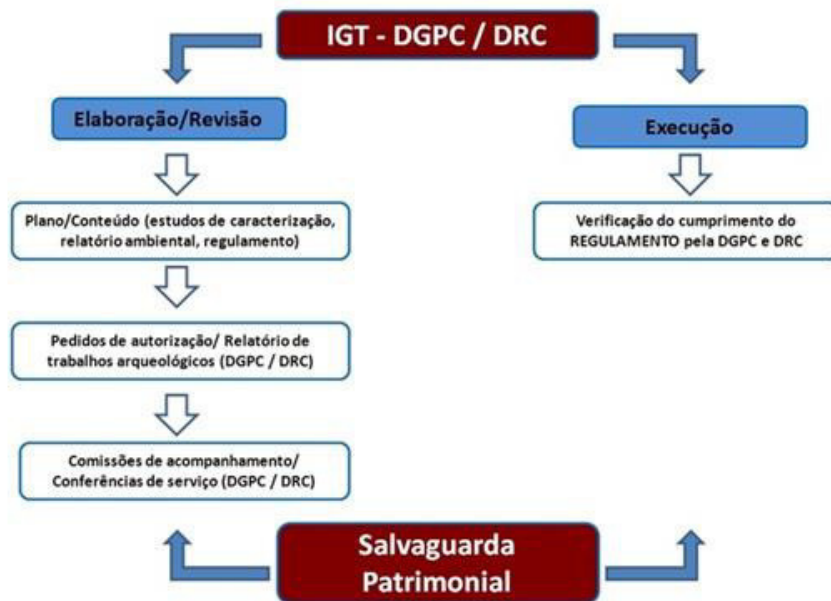 IGT - DGPC / DRC
Elaboração/Revisão
Plano/Conteúdo (estudos de caracterização,
relatório ambiental, regulamento)
Pedidos de autorização/ Relatório de
trabalhos arqueológicos (DGPC / DRC)
Comissões de acompanhamento/
Conferências de serviço (DGPC / DRC)
Execução
Verificação do cumprimento do
REGULAMENTO pela DGPC e DRC
Salvaguarda
Patrimonial